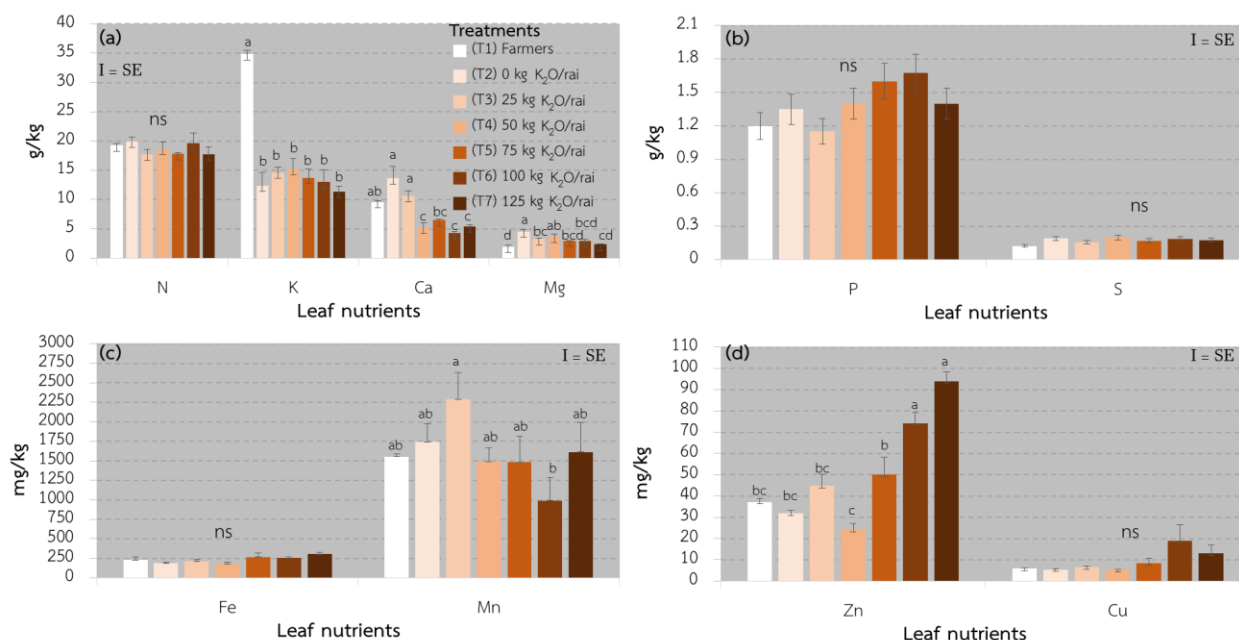 (a)
I = SE
g/kg
40
35
30
25
20
15
10
5
0
Treatments
(T1) Farmers
(T2) 0 kg K₂O/rai
(T3) 25 kg K₂O/rai
(T4) 50 kg K₂O/rai
(T5) 75 kg K₂O/rai
(T6) 100 kg K₂O/rai
(T7) 125 kg K₂O/rai
ns
a b b b b b b
ab a a c bc c c
d a bc ab bcd bcd cd
N K Ca Mg
Leaf nutrients
(b)
I = SE
g/kg
2.1
1.8
1.5
1.2
0.9
0.6
0.3
0
ns
ns
P S
Leaf nutrients
(c)
I = SE
mg/kg
3000
2750
2500
2250
2000
1750
1500
1250
1000
750
500
250
0
ns
ab ab a ab ab b ab
Fe Mn
Leaf nutrients
(d)
I = SE
mg/kg
110
100
90
80
70
60
50
40
30
20
10
0
bc bc bc c b a a
ns
Zn Cu
Leaf nutrients